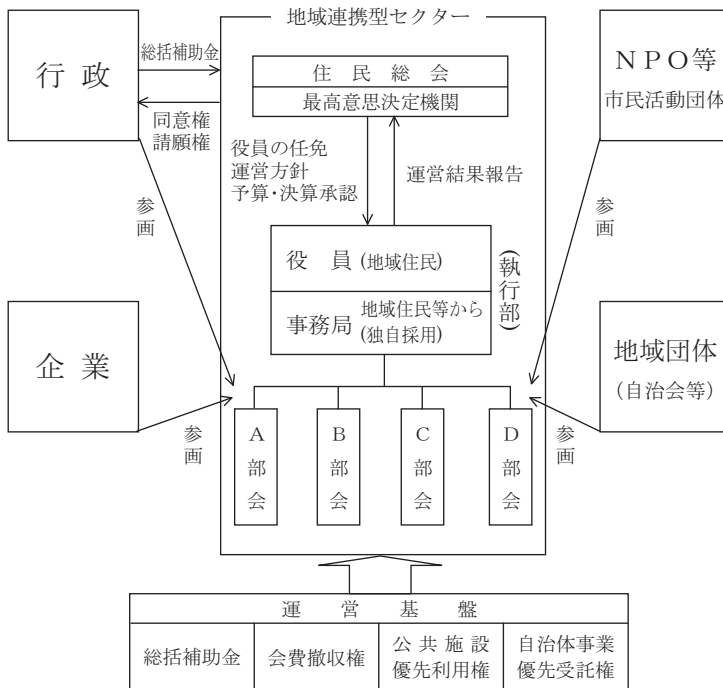 地域連携型セクター
行政
総括補助金
同意権
請願権
住民総会
最高意思決定機関
役員の任免
運営方針
予算・決算承認
運営結果報告
NPO等
市民活動団体
参画
参画
役員(地域住民)
事務局 地域住民等から
(独自採用)
(執行部)
企業
地域団体
(自治会等)
参画
参画
A部会
B部会
C部会
D部会
運営基盤
総括補助金
会費撤収権
公共施設
優先利用権
自治体事業
優先受託権